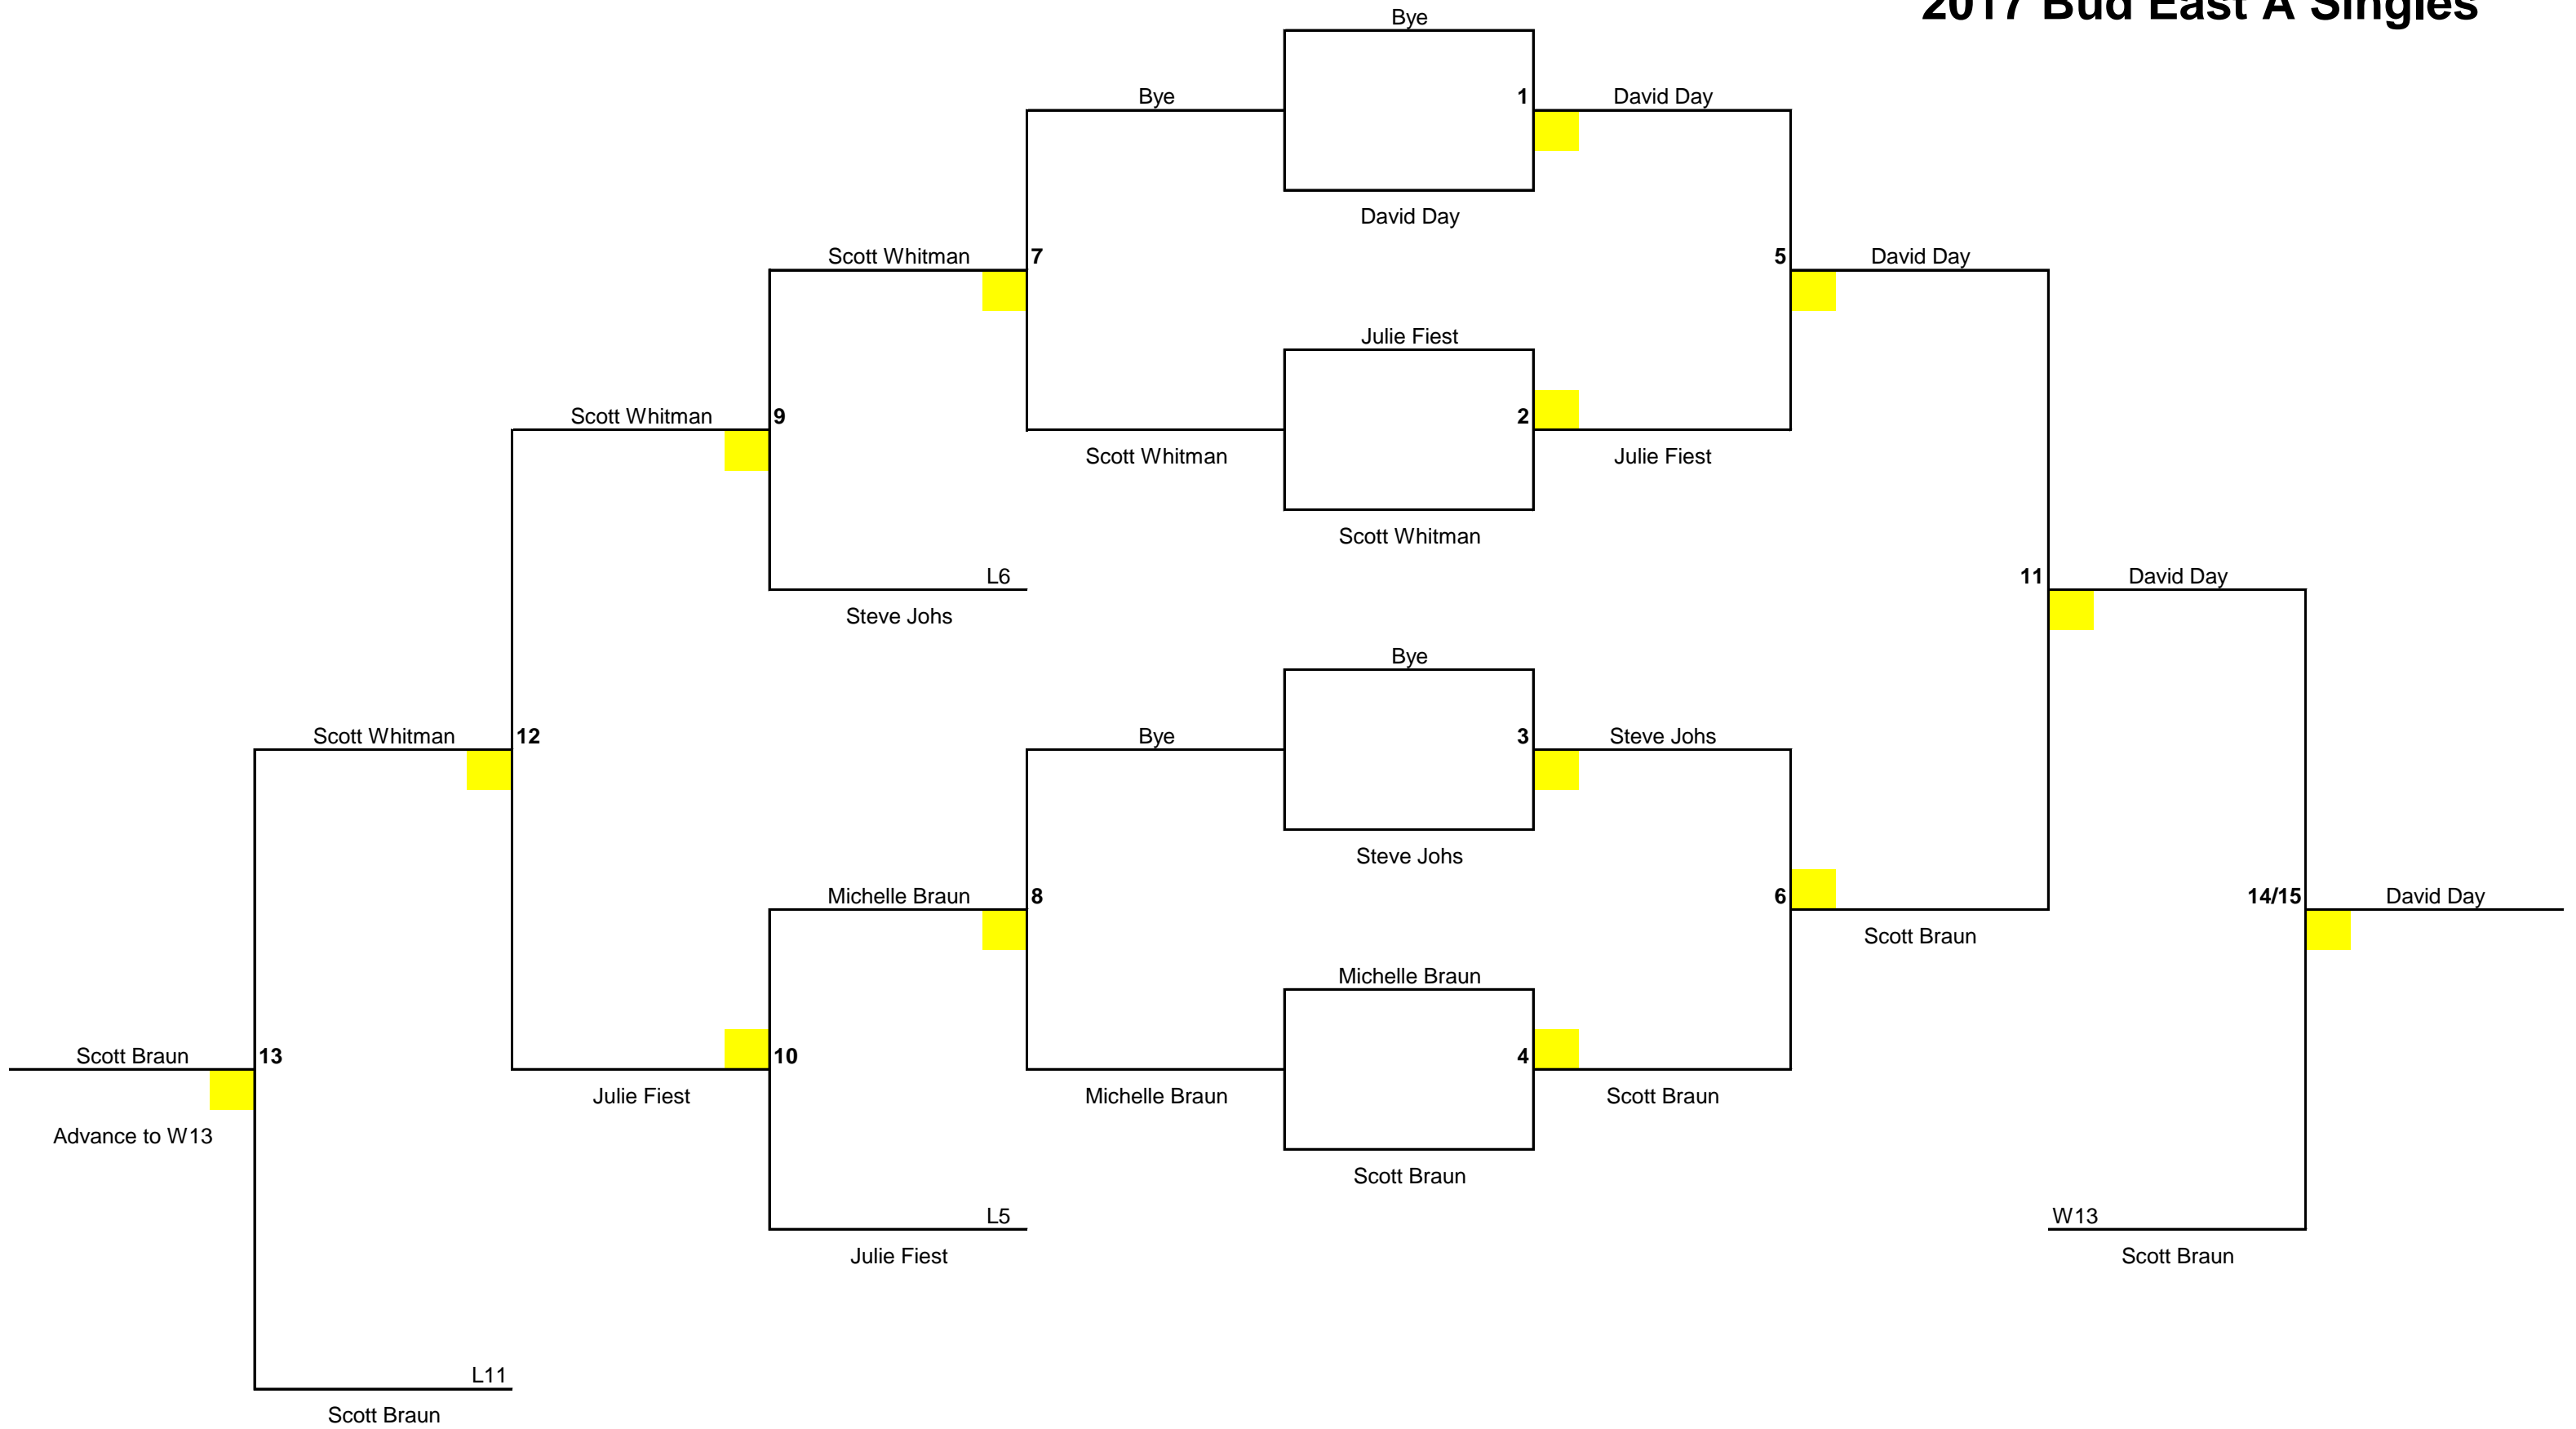 2017 Bud East A Singles
Bye
Bye
1
David Day
David Day
Scott Whitman
7
5
David Day
Julie Fiest
Scott Whitman
9
2
Scott Whitman
Julie Fiest
Scott Whitman
L6
11
David Day
Steve Johs
Bye
Scott Whitman
12
Bye
3
Steve Johs
Steve Johs
Michelle Braun
8
6
14/15
David Day
Scott Braun
Michelle Braun
Scott Braun
13
10
4
Julie Fiest
Michelle Braun
Scott Braun
Advance to W13
Scott Braun
L5
W13
Julie Fiest
Scott Braun
L11
Scott Braun